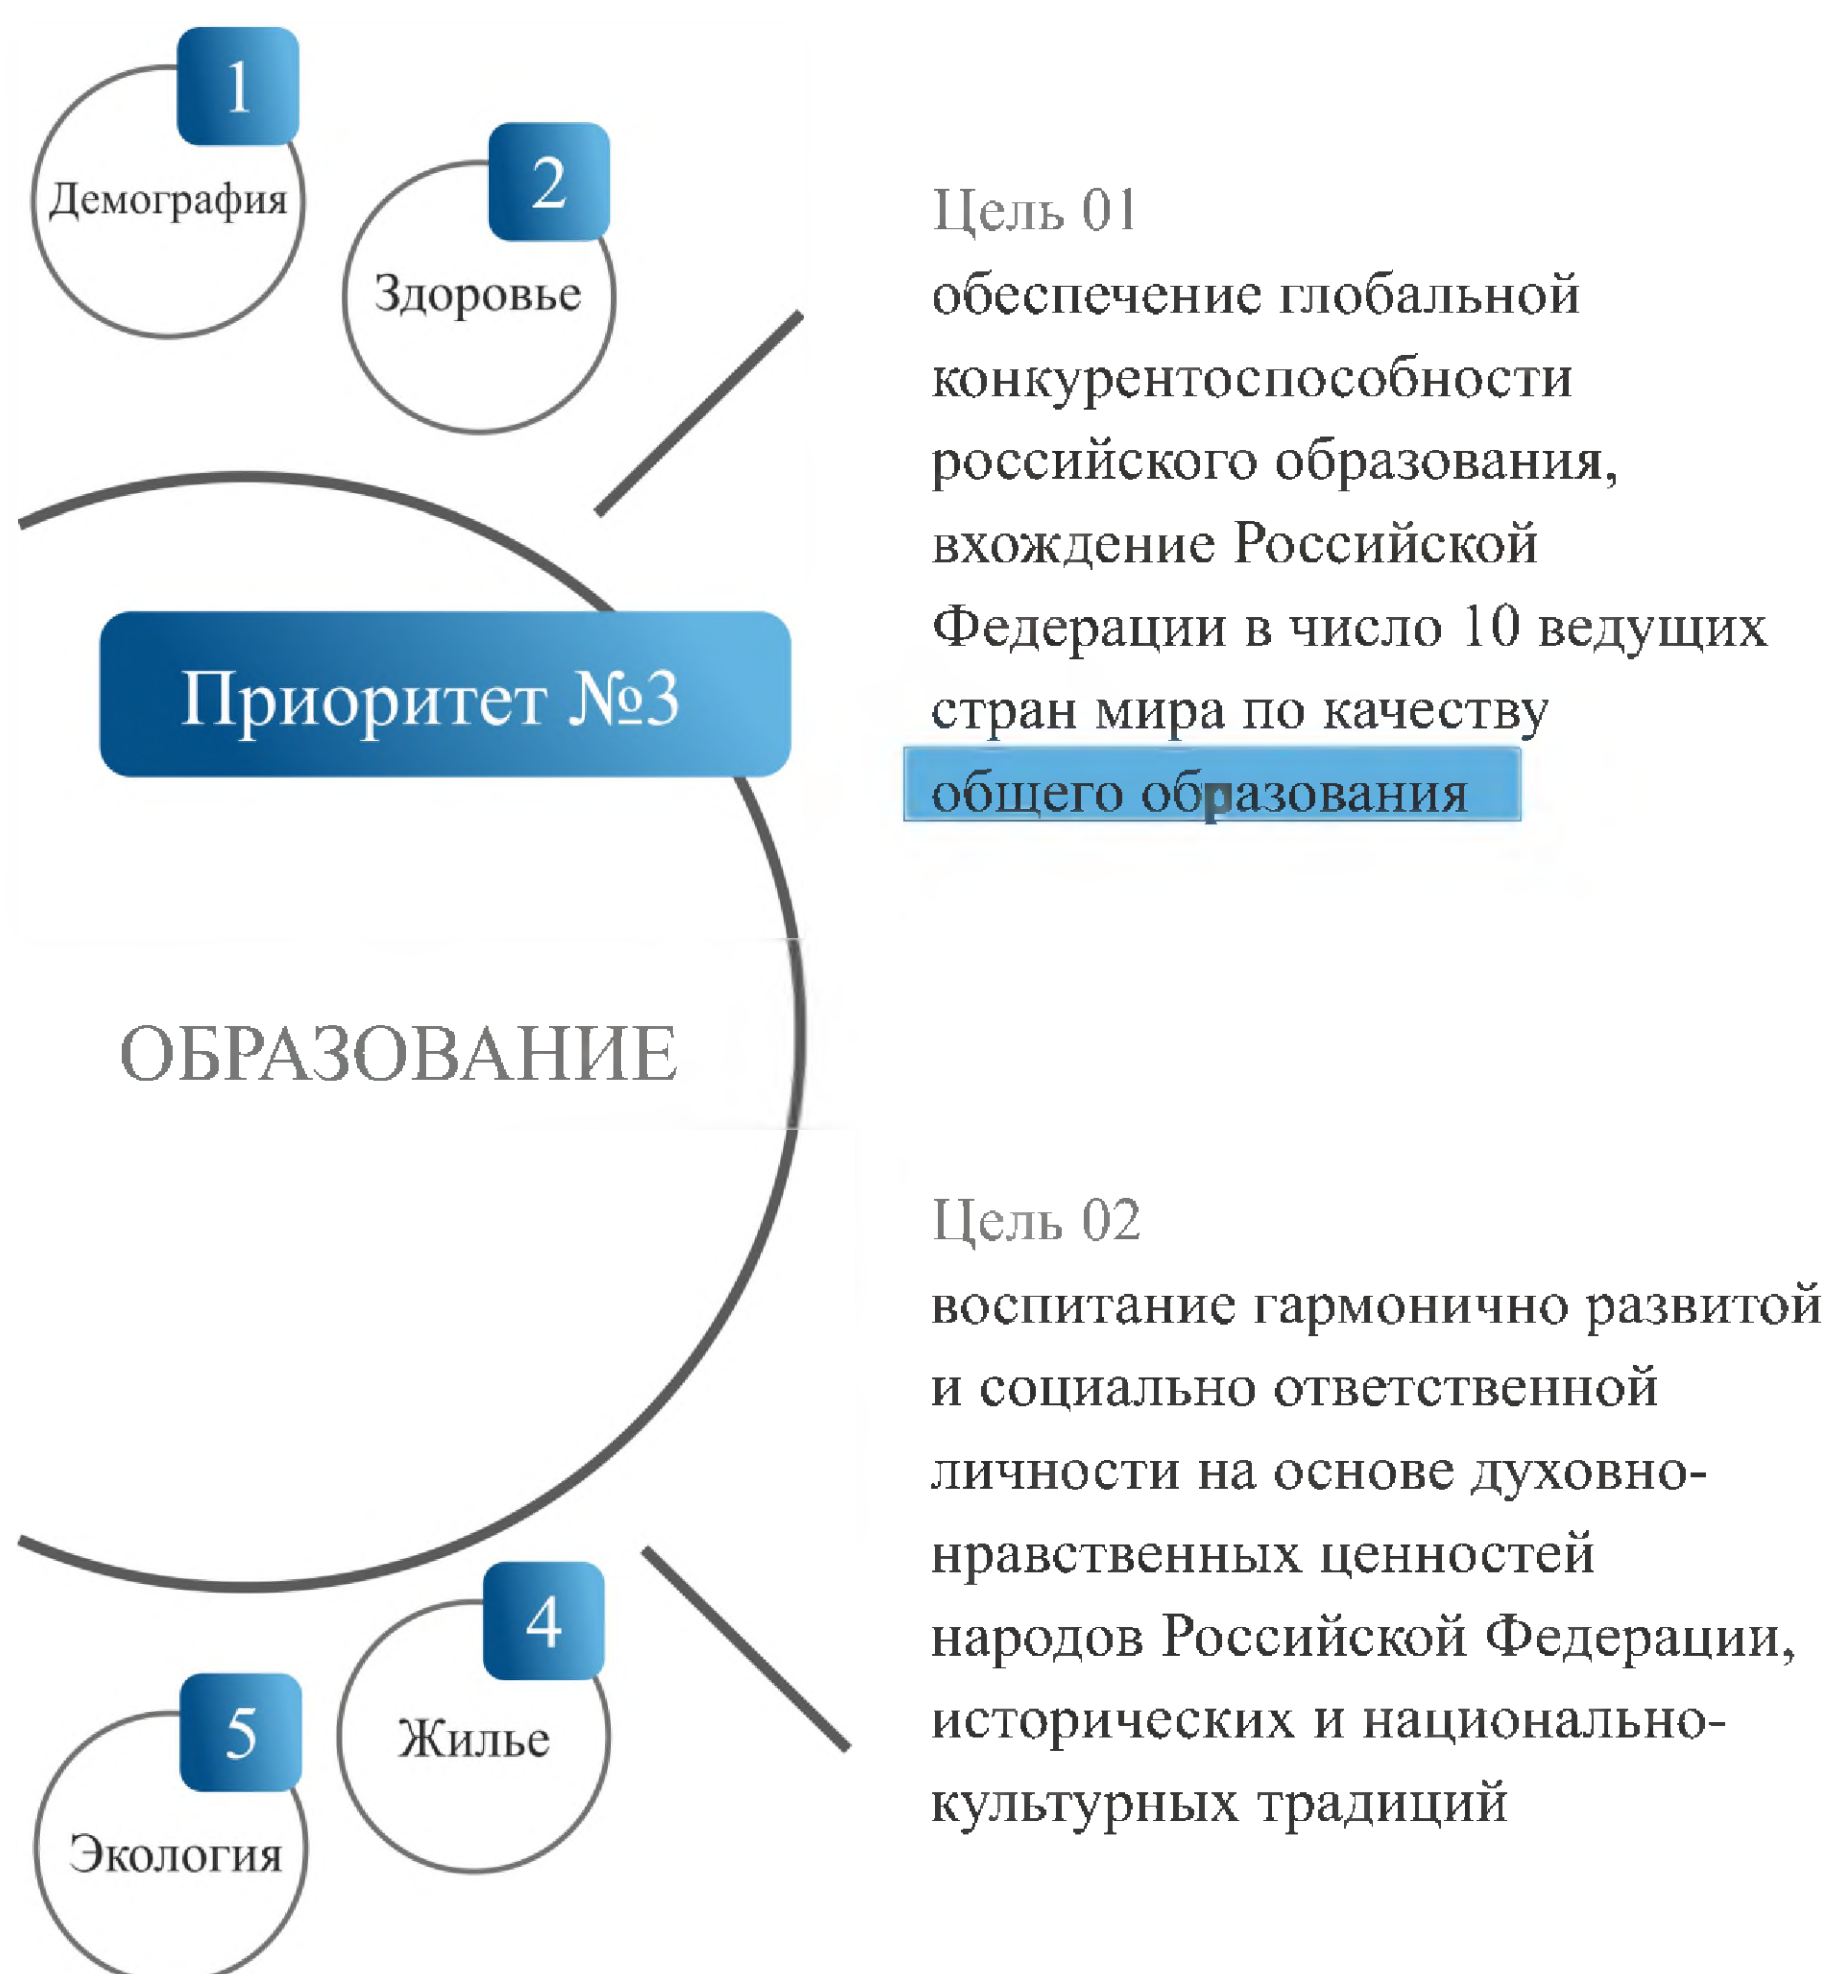 1
Демография
2
Здоровье
Приоритет №3
ОБРАЗОВАНИЕ
4
Жилье
5
Экология
Цель 01
обеспечение глобальной
конкурентоспособности
российского образования,
вхождение Российской
Федерации в число 10 ведущих
стран мира по качеству
общего образования
Цель 02
воспитание гармонично развитой
и социально ответственной
личности на основе духовно-
нравственных ценностей
народов Российской Федерации,
исторических и национально-
культурных традиций